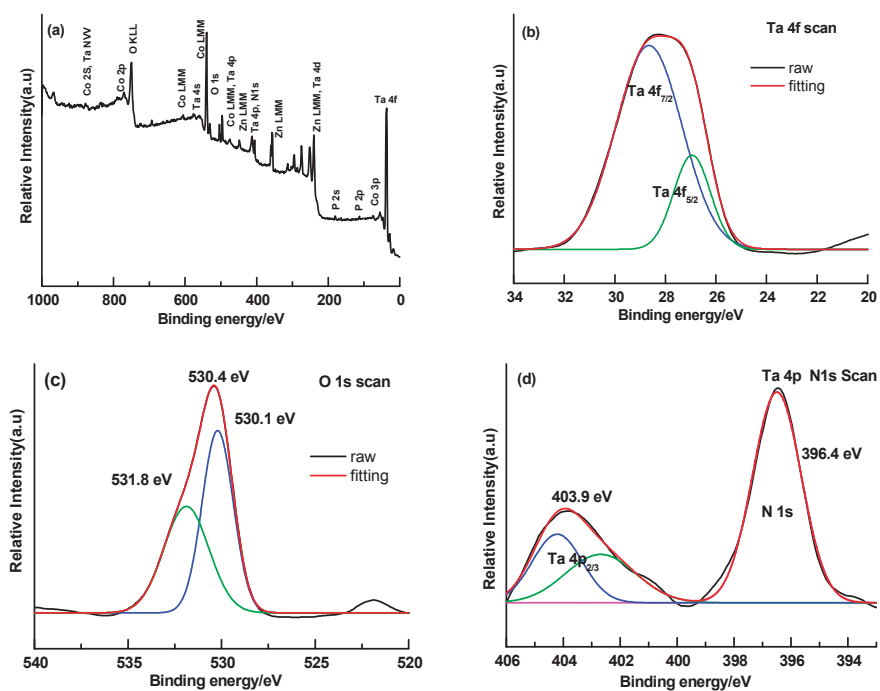 (a)
Co 2S, Ta NVV
Co 2p
O KLL
Co LMM
Ta 4s
Co LMM
O 1s
Co LMM, Ta 4p
Zn LMM
Ta 4p, N1s
Zn LMM
P 2s
P 2p
Zn LMM, Ta 4d
Co 3p
Ta 4f
Relative Intensity(a.u)
1000 800 600 400 200 0
Binding energy/eV
(b)
Ta 4f scan
raw
fitting
Ta 4f7/2
Ta 4f5/2
Relative Intensity(a.u)
34 32 30 28 26 24 22 20
Binding energy/eV
(c)
530.4 eV
O 1s scan
530.1 eV
531.8 eV
raw
fitting
Relative Intensity(a.u)
540 535 530 525 520
Binding energy/eV
(d)
Ta 4p N1s Scan
396.4 eV
403.9 eV
N 1s
Ta 4p2/3
Relative Intensity(a.u)
406 404 402 400 398 396 394
Binding energy/eV